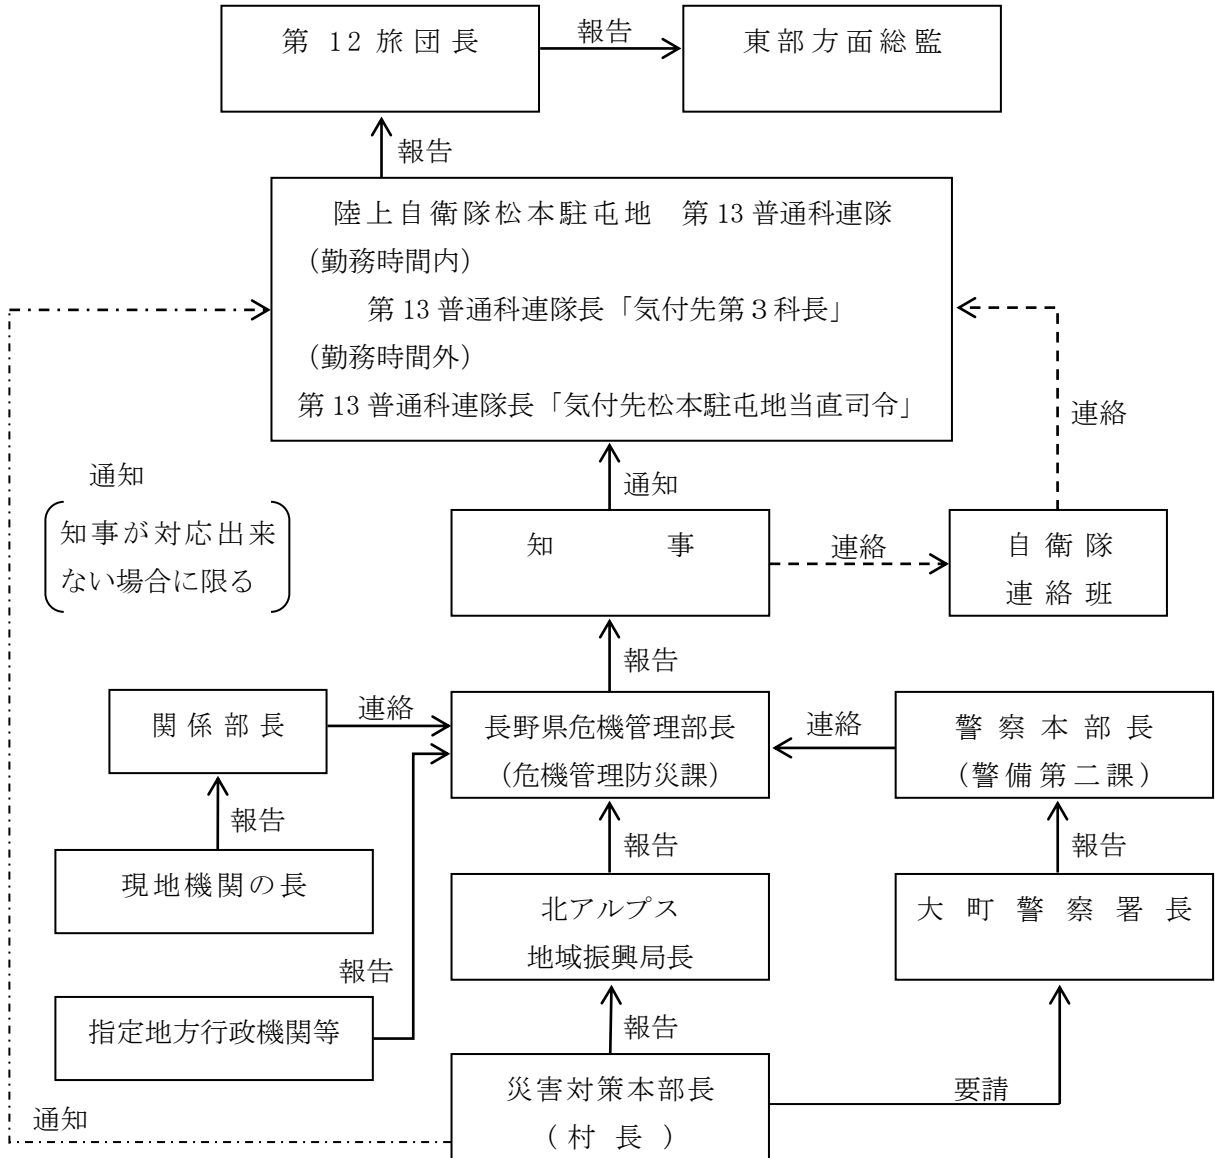 第 12 旅団長
報告
東部方面総監
報告
陸上自衛隊松本駐屯地　第 13 普通科連隊
（勤務時間内）
第 13 普通科連隊長「気付先第３科長」
（勤務時間外）
第 13 普通科連隊長「気付先松本駐屯地当直司令」
連絡
通知
知事が対応出来
ない場合に限る
通知
知　　　　事
連絡
自衛隊
連絡班
報告
関係部長
連絡
長野県危機管理部長
（危機管理防災課）
連絡
警察本部長
（警備第二課）
報告
報告
報告
現地機関の長
北アルプス
地域振興局長
大町警察署長
報告
指定地方行政機関等
報告
災害対策本部長
（村長）
要請
通知